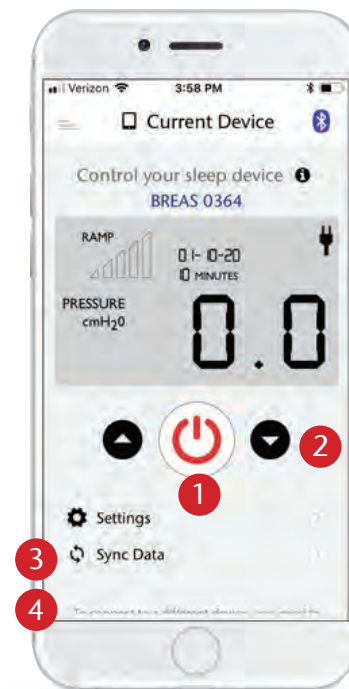 Verizon 3:58 PM
Current Device
Control your sleep device
BREAS 0364
RAMP
01-10-20
10 MINUTES
PRESSURE
cmH20
0.0
2
1
Settings
3 Sync Data
4